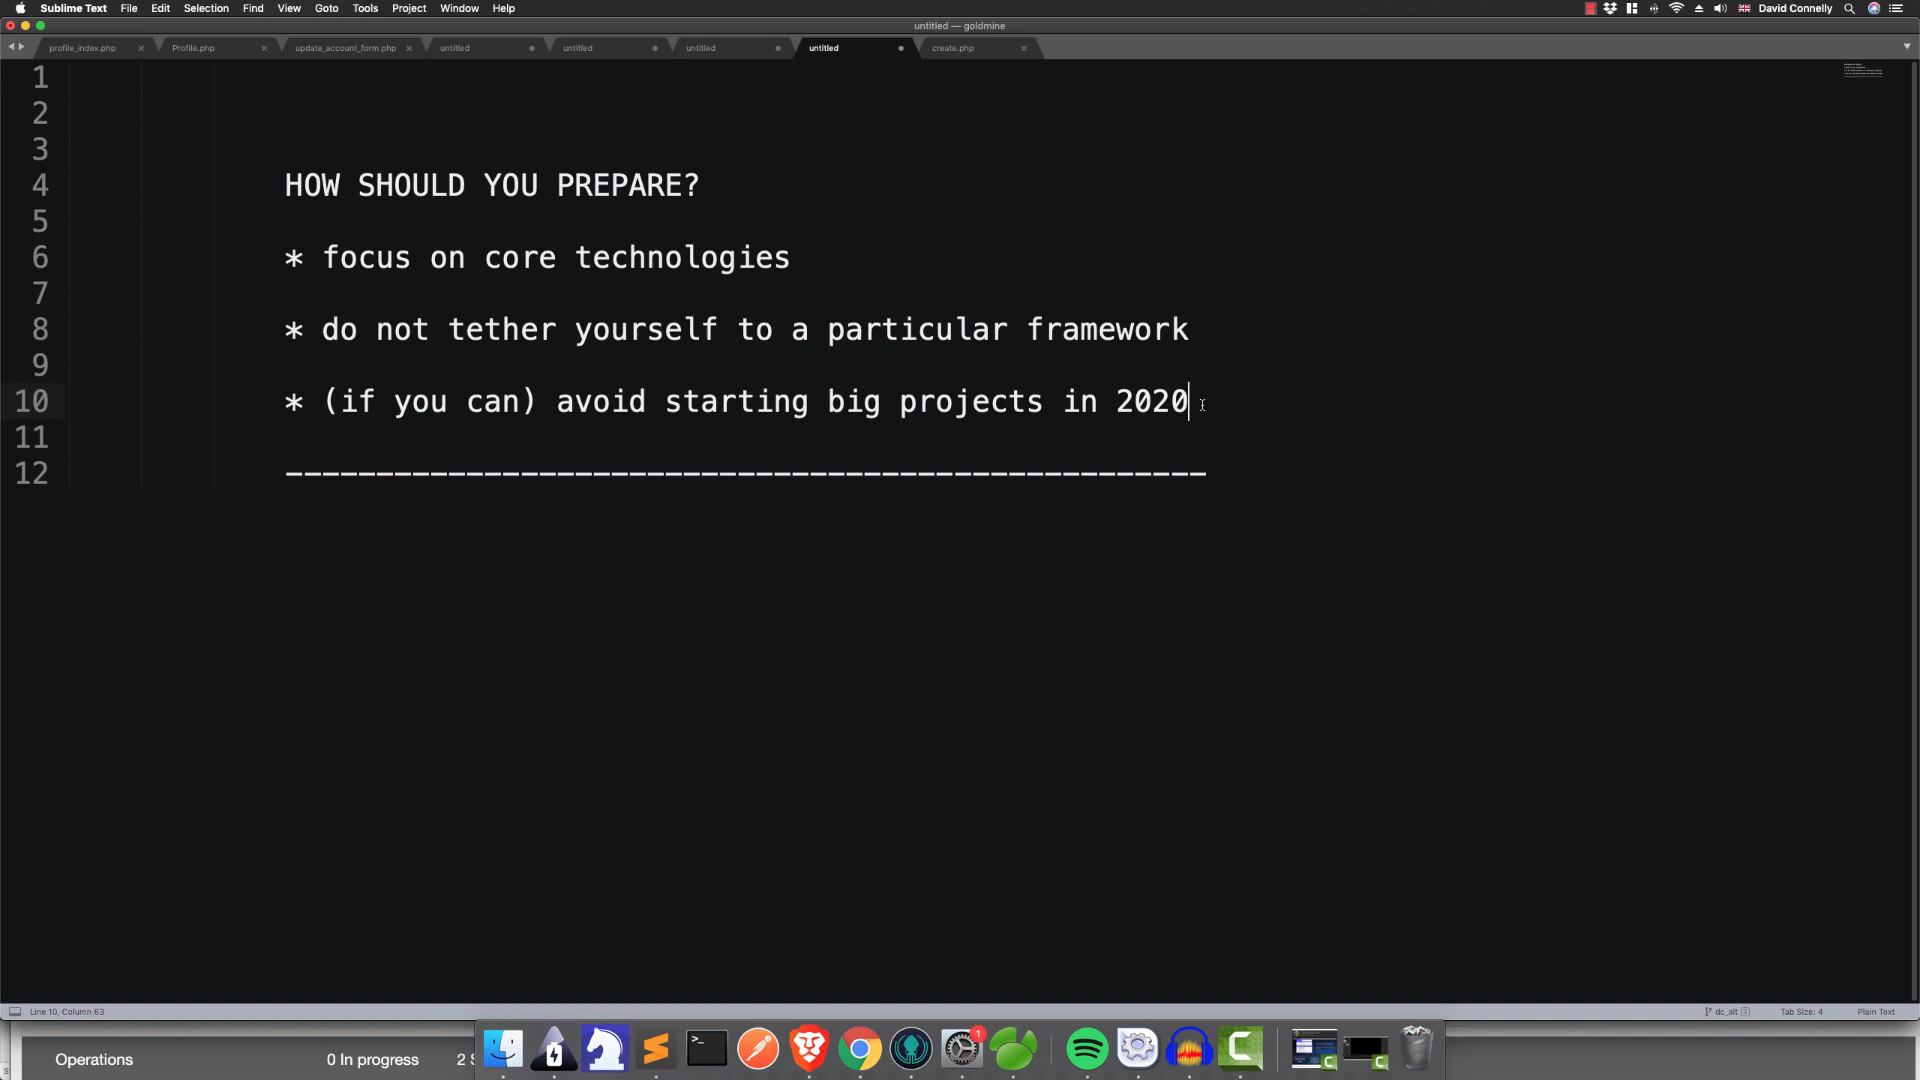 Sublime Text File Edit Selection Find View Goto Tools Project Window Help David Connelly
untitled — goldmine
profile_index.php Profile.php update_account_form.php untitled untitled untitled untitled create.php
1
2
3
4 HOW SHOULD YOU PREPARE?
5
6 * focus on core technologies
7
8 * do not tether yourself to a particular framework
9
10 * (if you can) avoid starting big projects in 2020
11
12 ---------------------------------------------------
Line 10, Column 63 dc_alt 3 Tab Size: 4 Plain Text
1
Operations 0 In progress 2